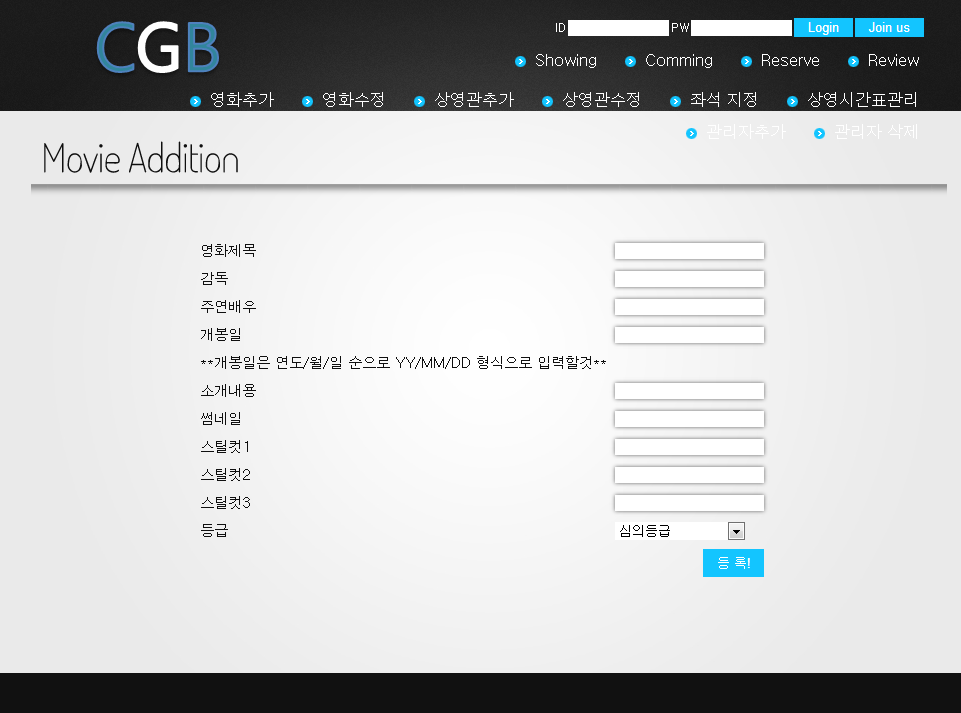 CGB
ID PW Login Join us
Showing Comming Reserve Review
영화추가 영화수정 상영관추가 상영관수정 좌석 지정 상영시간표관리
관리자추가 관리자 삭제
Movie Addition
영화제목
감독
주연배우
개봉일
**개봉일은 연도/월/일 순으로 YY/MM/DD 형식으로 입력할것**
소개내용
썸네일
스틸컷1
스틸컷2
스틸컷3
등급 심의등급
등 록!